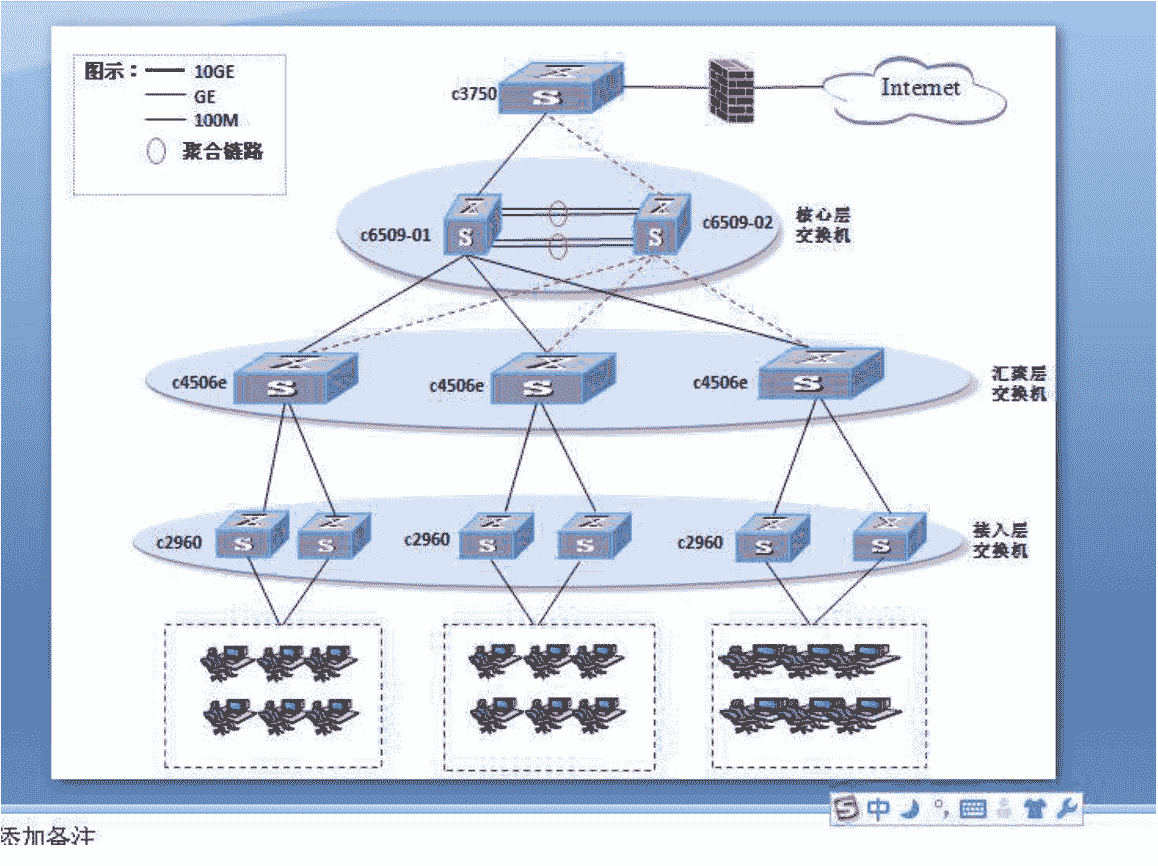 图示：
10GE
GE
100M
聚合链路
c3750
Internet
c6509-01
c6509-02
核心层
交换机
c4506e
c4506e
c4506e
汇聚层
交换机
c2960
c2960
c2960
接入层
交换机
中
添加备注